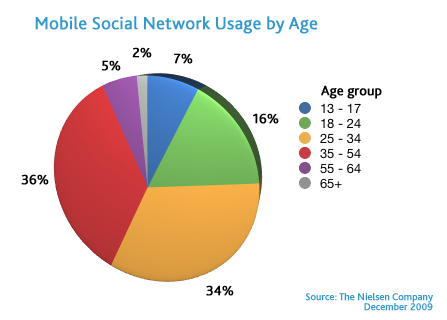 Mobile Social Network Usage by Age
2%
7%
5%
16%
36%
34%
Age group
13 - 17
18 - 24
25 - 34
35 - 54
55 - 64
65+
Source: The Nielsen Company
December 2009